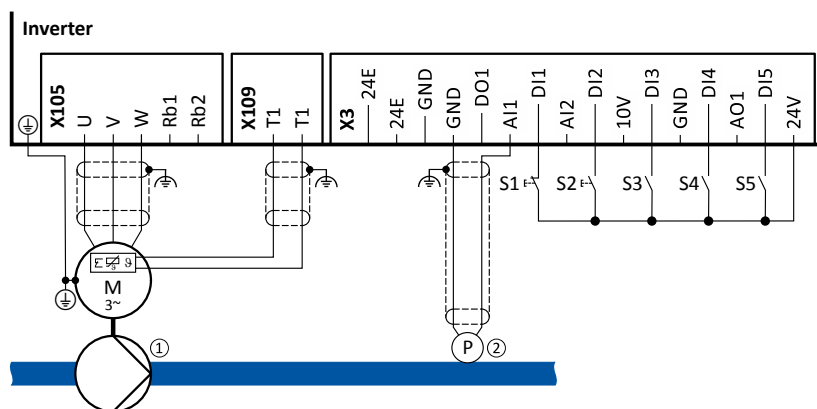 Inverter
X105
U
V
W
Rb1
Rb2
X109
T1
T1
X3
24E
24E
GND
GND
DO1
AI1
DI1
AI2
DI2
10V
DI3
GND
DI4
AO1
DI5
24V
S1
S2
S3
S4
S5
ϑ
M
3~
1
P
2